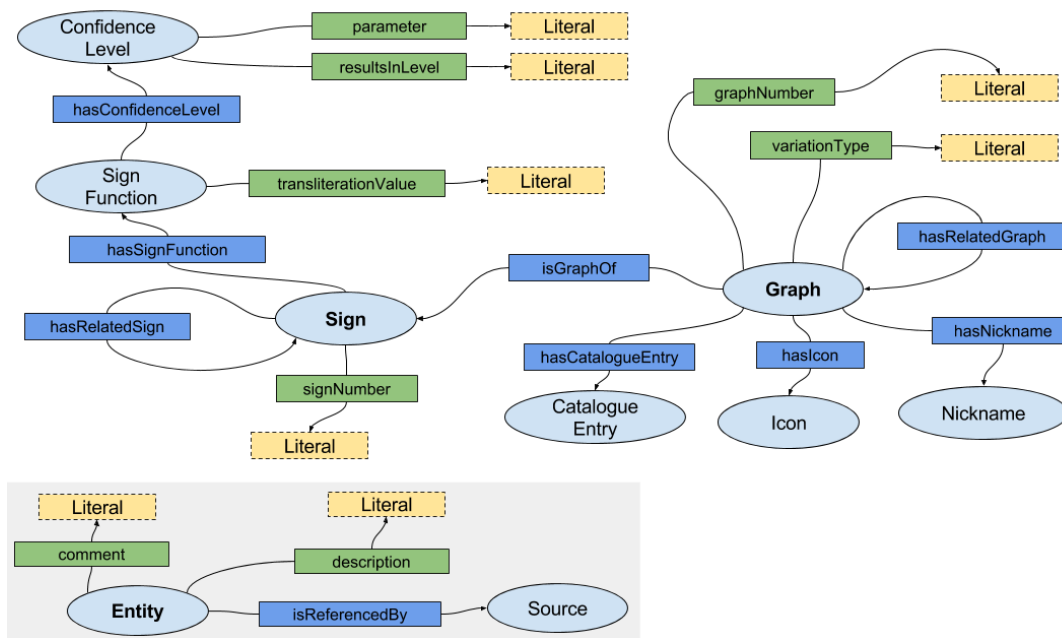 Confidence
Level
parameter
Literal
resultsInLevel
Literal
hasConfidenceLevel
Sign
Function
transliterationValue
Literal
hasSignFunction
hasRelatedSign
Sign
signNumber
Literal
isGraphOf
graphNumber
Literal
variationType
Literal
hasRelatedGraph
Graph
hasCatalogueEntry
hasIcon
hasNickname
Catalogue
Entry
Icon
Nickname
Literal
Literal
comment
description
Entity
isReferencedBy
Source